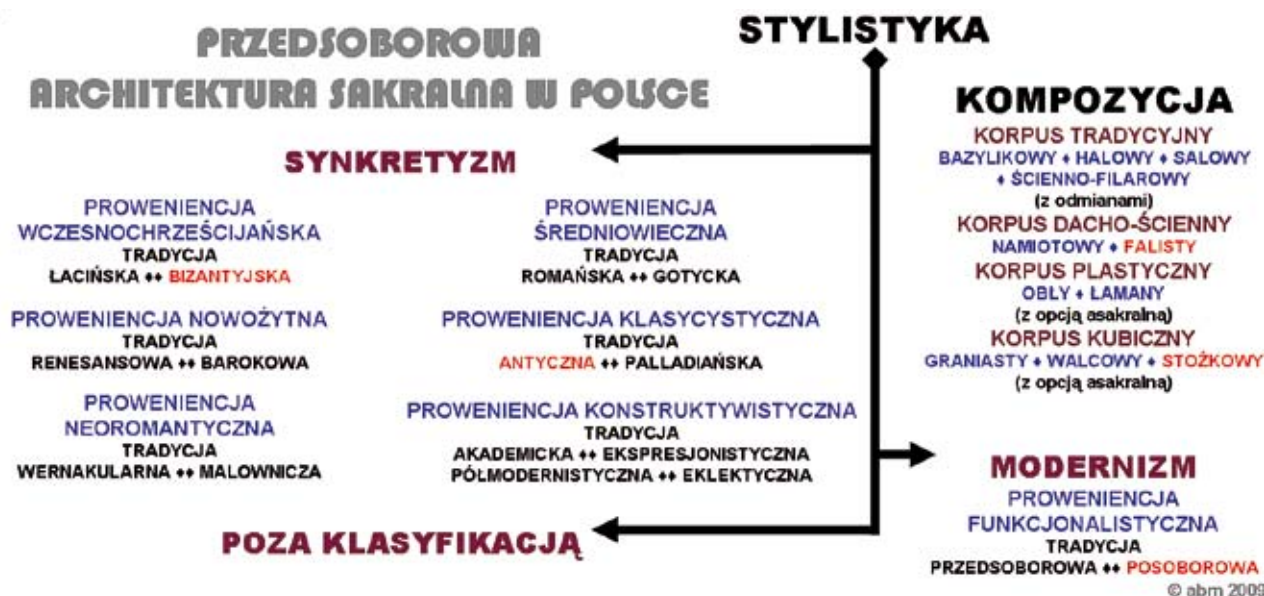 PRZEDSOBOROWA
ARCHITEKTURA SAKRALNA W POLSCE
STYLISTYKA
SYNKRETYZM
PROWENIENCJA
WCZESNOCHRZEŚCIJAŃSKA
TRADYCJA
ŁACIŃSKA ♦♦ BIZANTYJSKA
PROWENIENCJA
ŚREDNIOWIECZNA
TRADYCJA
ROMAŃSKA ♦♦ GOTYCKA
PROWENIENCJA NOWOŻYTNA
TRADYCJA
RENESANSOWA ♦♦ BAROKOWA
PROWENIENCJA KLASYCYSTYCZNA
TRADYCJA
ANTYCZNA ♦♦ PALLADIAŃSKA
PROWENIENCJA
NEOROMANTYCZNA
TRADYCJA
WERNAKULARNA ♦♦ MALOWNICZA
PROWENIENCJA KONSTRUKTYWISTYCZNA
TRADYCJA
AKADEMICKA ♦♦ EKSPRESJONISTYCZNA
PÓŁMODERNISTYCZNA ♦♦ EKLEKTYCZNA
POZA KLASYFIKACJĄ
KOMPOZYCJA
KORPUS TRADYCYJNY
BAZYLIKOWY ♦ HALOWY ♦ SALOWY
♦ ŚCIENNO-FILAROWY
(z odmianami)
KORPUS DACHO-ŚCIENNY
NAMIOTOWY ♦ FALISTY
KORPUS PLASTYCZNY
OBŁY ♦ ŁAMANY
(z opcją asakralną)
KORPUS KUBICZNY
GRANIASTY ♦ WALCOWY ♦ STOŻKOWY
(z opcją asakralną)
MODERNIZM
PROWENIENCJA
FUNKCJONALISTYCZNA
TRADYCJA
PRZEDSOBOROWA ♦♦ POSOBOROWA
© abm 2009